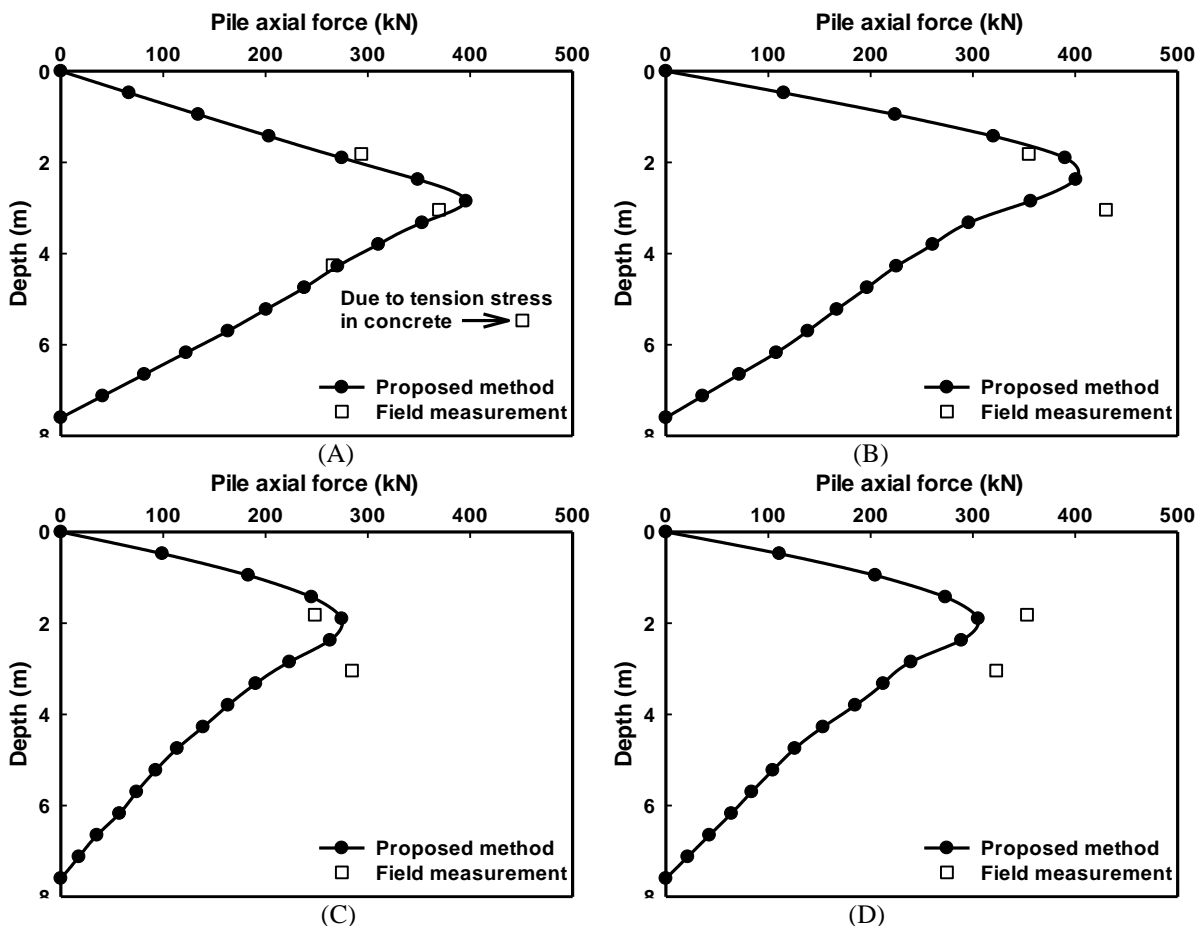 Pile axial force (kN)
0 100 200 300 400 500
0
2
4
6
8
Depth (m)
Due to tension stress
in concrete
Proposed method
Field measurement
(A)
Pile axial force (kN)
0 100 200 300 400 500
0
2
4
6
8
Depth (m)
Proposed method
Field measurement
(B)
Pile axial force (kN)
0 100 200 300 400 500
0
2
4
6
8
Depth (m)
Proposed method
Field measurement
(C)
Pile axial force (kN)
0 100 200 300 400 500
0
2
4
6
8
Depth (m)
Proposed method
Field measurement
(D)